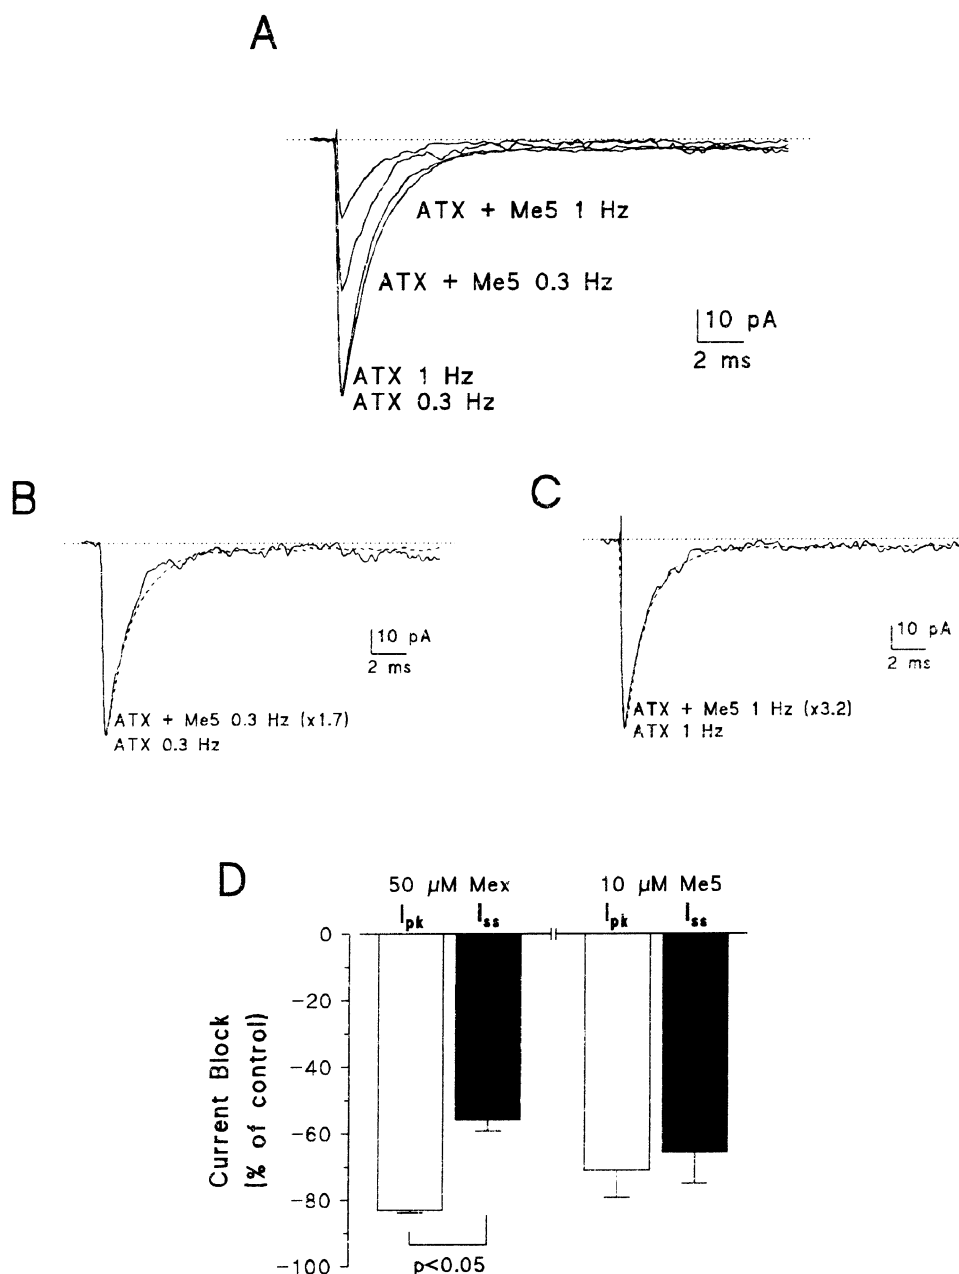 A
ATX + Me5 1 Hz
ATX + Me5 0.3 Hz
10 pA
2 ms
ATX 1 Hz
ATX 0.3 Hz
B
10 pA
2 ms
ATX + Me5 0.3 Hz (x1.7)
ATX 0.3 Hz
C
10 pA
2 ms
ATX + Me5 1 Hz (x3.2)
ATX 1 Hz
D
50 μM Mex
10 μM Me5
Ipk
Iss
Ipk
Iss
0
-20
-40
-60
-80
-100
Current Block
(% of control)
p<0.05